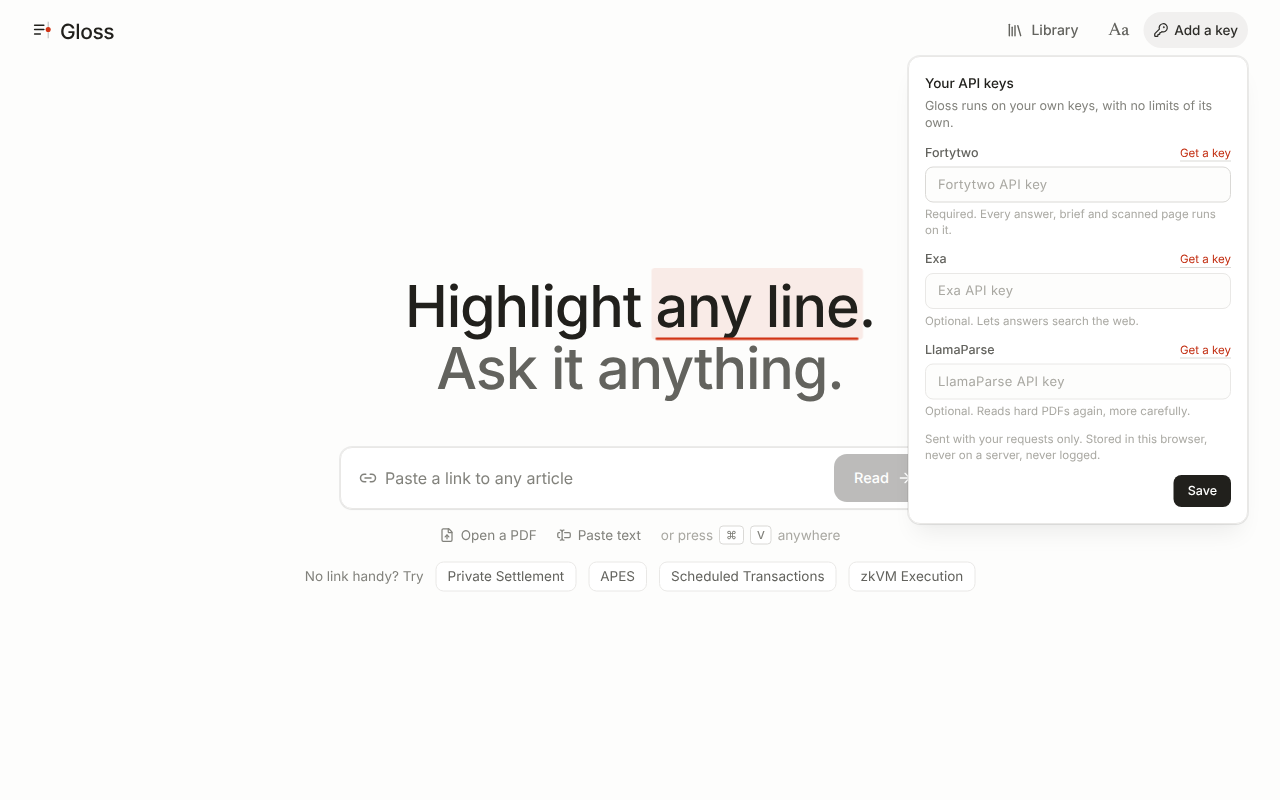 Gloss
Library
Aa
Add a key
Your API keys
Gloss runs on your own keys, with no limits of its
own.
Fortytwo
Get a key
Fortytwo API key
Required. Every answer, brief and scanned page runs
on it.
Exa
Get a key
Exa API key
Optional. Lets answers search the web.
LlamaParse
Get a key
LlamaParse API key
Optional. Reads hard PDFs again, more carefully.
Sent with your requests only. Stored in this browser,
never on a server, never logged.
Save
Highlight any line.
Ask it anything.
Paste a link to any article
Read
Open a PDF
Paste text
or press ⌘ V anywhere
No link handy? Try
Private Settlement
APES
Scheduled Transactions
zkVM Execution